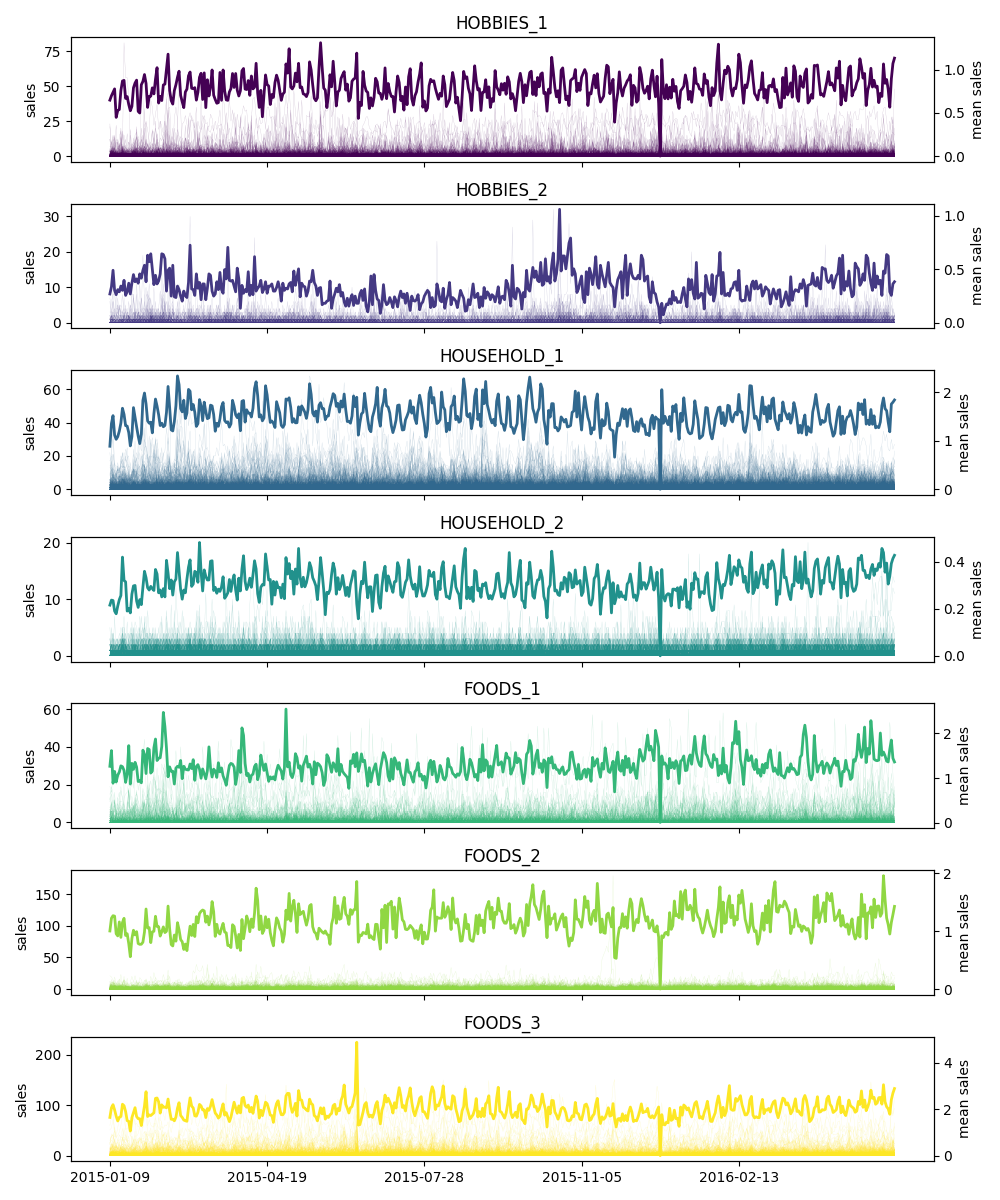 HOBBIES_1
75
50
25
0
sales
1.0
0.5
0.0
mean sales
HOBBIES_2
30
20
10
0
sales
1.0
0.5
0.0
mean sales
HOUSEHOLD_1
60
40
20
0
sales
2
1
0
mean sales
HOUSEHOLD_2
20
10
0
sales
0.4
0.2
0.0
mean sales
FOODS_1
60
40
20
0
sales
2
1
0
mean sales
FOODS_2
150
100
50
0
sales
2
1
0
mean sales
FOODS_3
200
100
0
sales
4
2
0
mean sales
2015-01-09 2015-04-19 2015-07-28 2015-11-05 2016-02-13